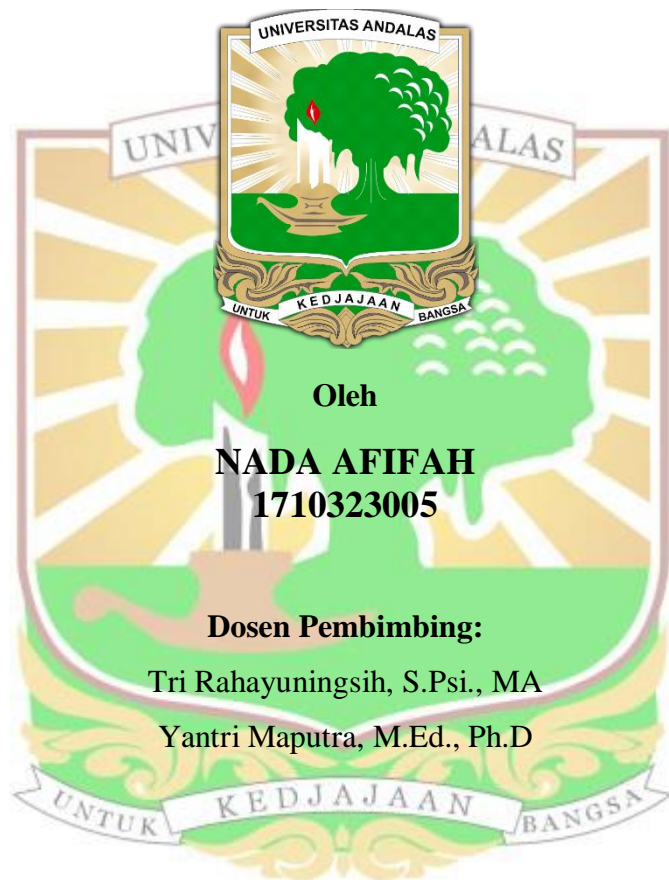 UNIVERSITAS ANDALAS
UNIV ALAS
UNTUK KEDJAJAAN BANGSA
Oleh
NADA AFIFAH
1710323005
Dosen Pembimbing:
Tri Rahayuningsih, S.Psi., MA
Yantri Maputra, M.Ed., Ph.D
UNTUK KEDJAJAAN BANGSA